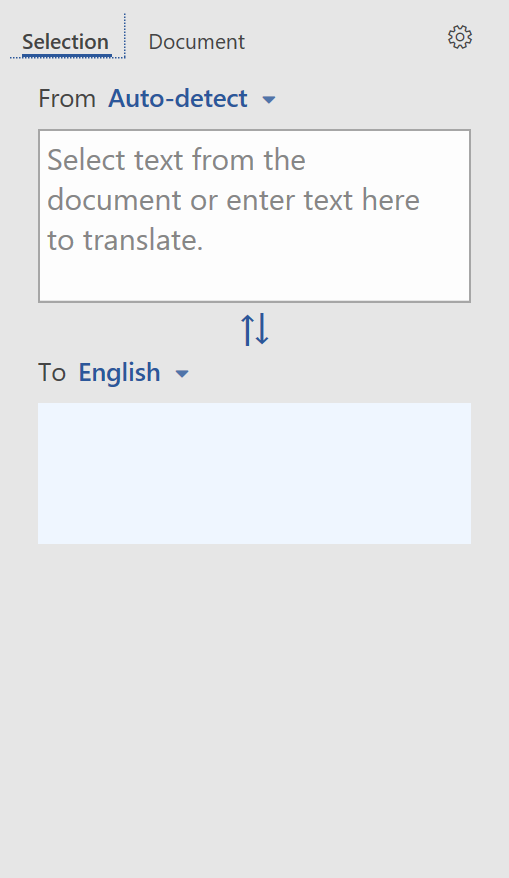 Selection Document
From Auto-detect
Select text from the
document or enter text here
to translate.
To English